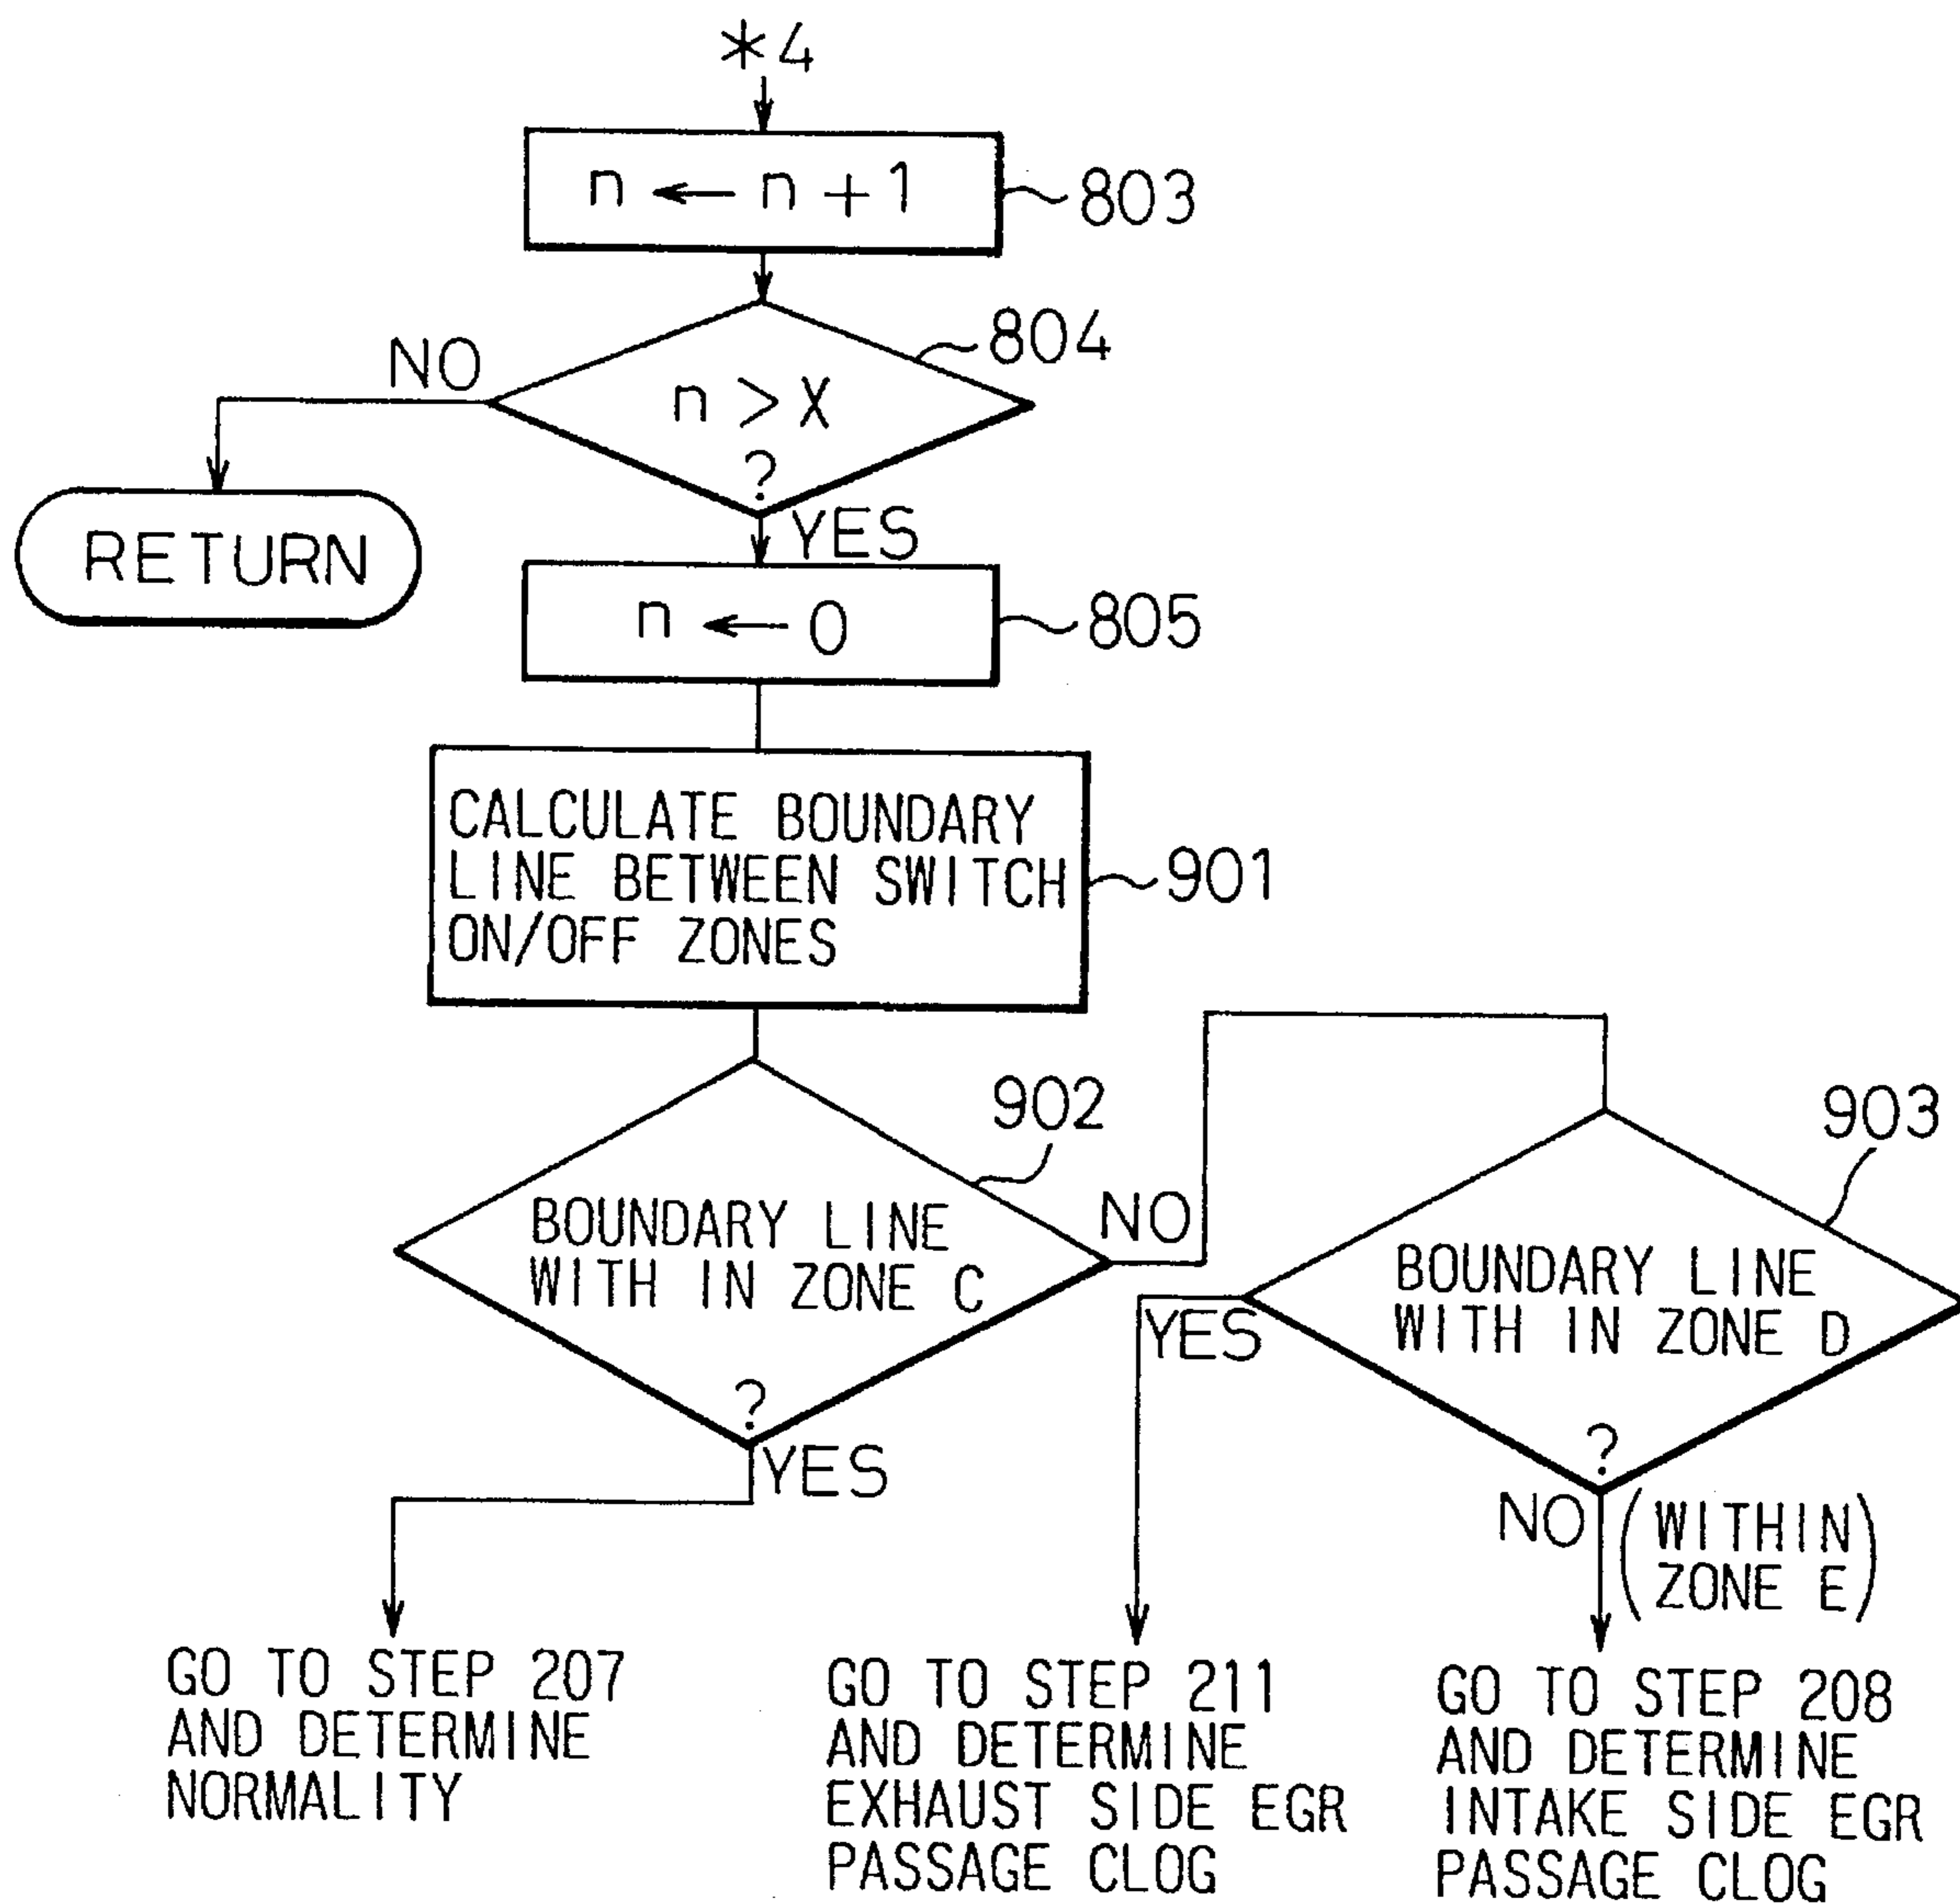 *4
n ← n + 1
803
804
NO
n > X
?
YES
RETURN
n ← 0
805
CALCULATE BOUNDARY
LINE BETWEEN SWITCH
ON/OFF ZONES
901
902
BOUNDARY LINE
WITH IN ZONE C
?
NO
YES
903
BOUNDARY LINE
WITH IN ZONE D
?
YES
NO
(WITHIN
ZONE E)
GO TO STEP 207
AND DETERMINE
NORMALITY
GO TO STEP 211
AND DETERMINE
EXHAUST SIDE EGR
PASSAGE CLOG
GO TO STEP 208
AND DETERMINE
INTAKE SIDE EGR
PASSAGE CLOG